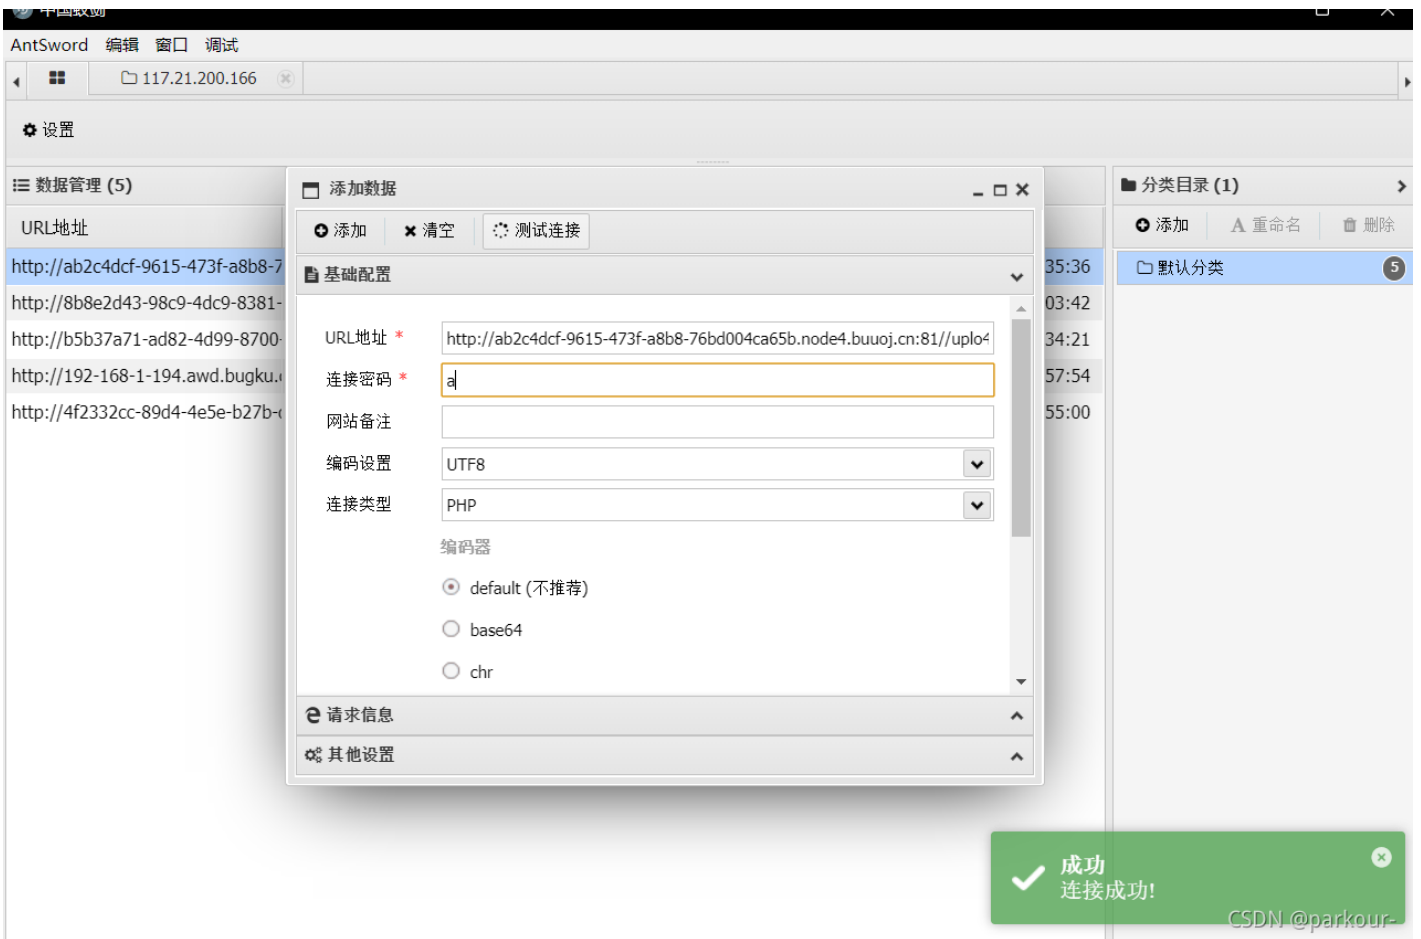 中国蚁剑
AntSword 编辑 窗口 调试
117.21.200.166
设置
数据管理 (5)
URL地址
http://ab2c4dcf-9615-473f-a8b8-7
http://8b8e2d43-98c9-4dc9-8381-
http://b5b37a71-ad82-4d99-8700-
http://192-168-1-194.awd.bugku.
http://4f2332cc-89d4-4e5e-b27b-
添加数据
添加 清空 测试连接
基础配置
URL地址 * http://ab2c4dcf-9615-473f-a8b8-76bd004ca65b.node4.buuoj.cn:81//uplo4
连接密码 * a
网站备注
编码设置 UTF8
连接类型 PHP
编码器
default (不推荐)
base64
chr
请求信息
其他设置
35:36
03:42
34:21
57:54
55:00
分类目录 (1)
添加 重命名 删除
默认分类 5
成功
连接成功!
CSDN @parkour-